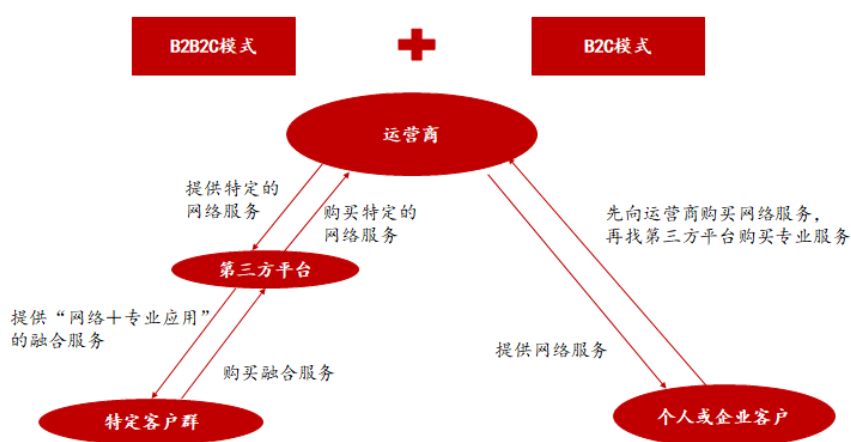 B2B2C模式
B2C模式
运营商
提供特定的
网络服务
购买特定的
网络服务
先向运营商购买网络服务,
再找第三方平台购买专业服务
第三方平台
提供“网络+专业应用”
的融合服务
购买融合服务
提供网络服务
特定客户群
个人或企业客户